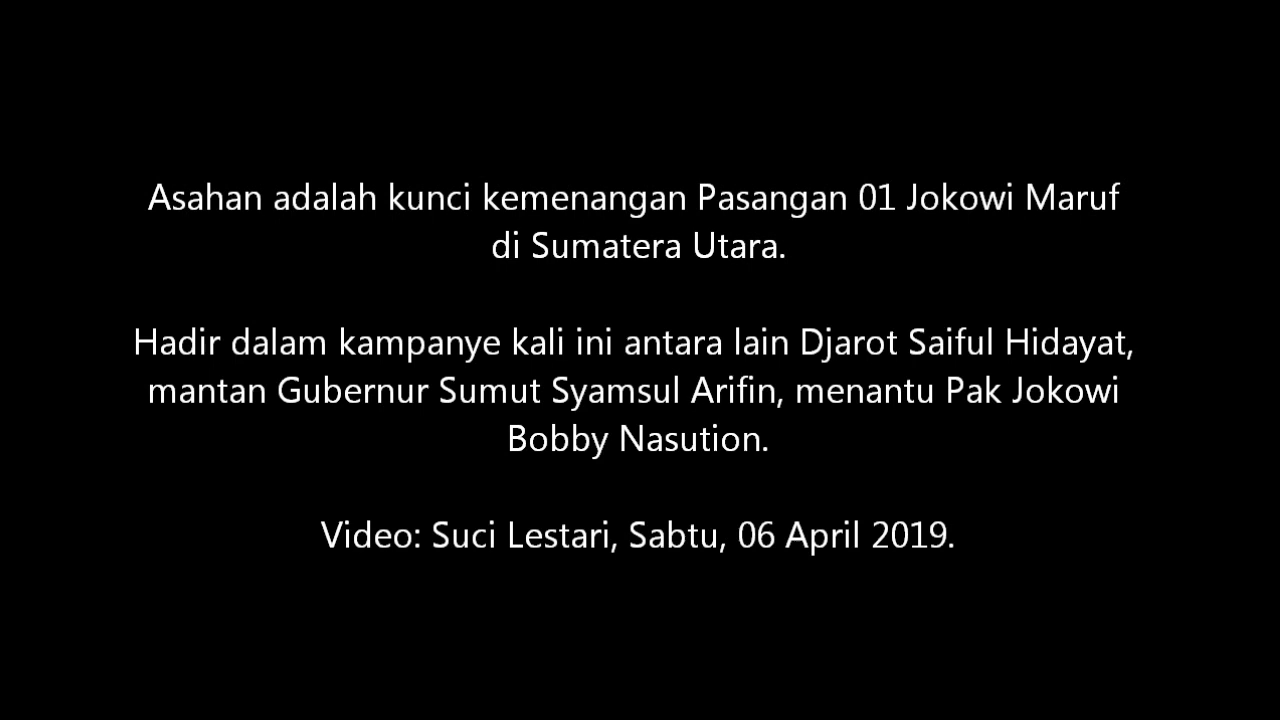 Asahan adalah kunci kemenangan Pasangan 01 Jokowi Maruf
di Sumatera Utara.
Hadir dalam kampanye kali ini antara lain Djarot Saiful Hidayat,
mantan Gubernur Sumut Syamsul Arifin, menantu Pak Jokowi
Bobby Nasution.
Video: Suci Lestari, Sabtu, 06 April 2019.